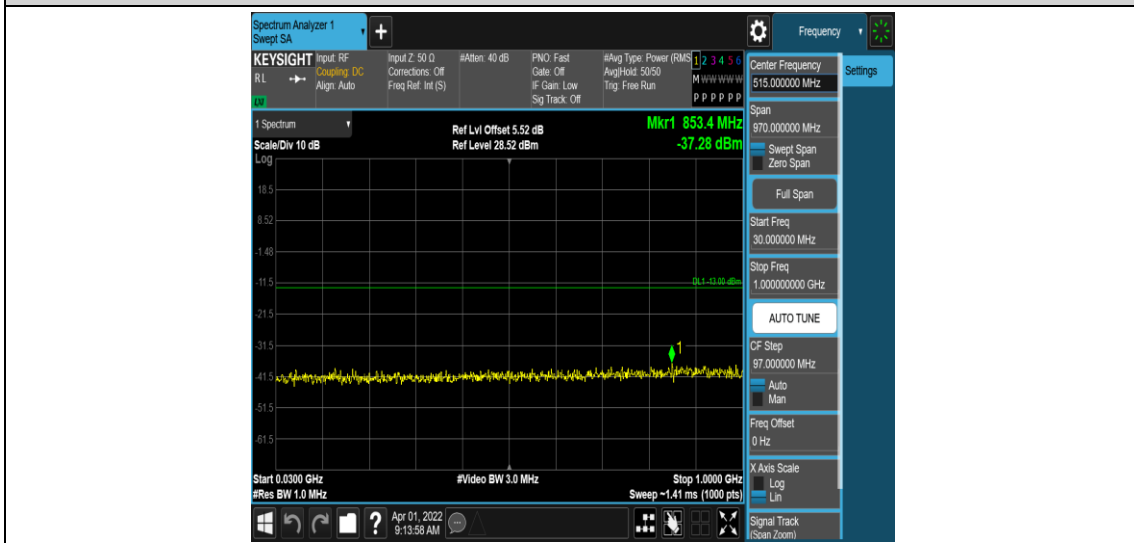 Spectrum Analyzer 1
Swept SA
+
Frequency
KEYSIGHT
RL
Input: RF
Coupling: DC
Align: Auto
Input Z: 50 Ω
Corrections: Off
Freq Ref: Int (S)
#Atten: 40 dB
PNO: Fast
Gate: Off
IF Gain: Low
Sig Track: Off
#Avg Type: Power (RMS
Avg|Hold: 50/50
Trig: Free Run
1 2 3 4 5 6
M W W W W W
P P P P P P
Center Frequency
515.000000 MHz
Settings
1 Spectrum
Scale/Div 10 dB
Ref Lvl Offset 5.52 dB
Ref Level 28.52 dBm
Mkr1 853.4 MHz
-37.28 dBm
Span
970.000000 MHz
Swept Span
Zero Span
Full Span
Start Freq
30.000000 MHz
Stop Freq
1.000000000 GHz
AUTO TUNE
CF Step
97.000000 MHz
Auto
Man
Freq Offset
0 Hz
X Axis Scale
Log
Lin
Signal Track
(Span Zoom)
Log
18.5
8.52
-1.48
-11.5
DL1 -13.00 dBm
-21.5
-31.5
1
-41.5
-51.5
-61.5
Start 0.0300 GHz
#Res BW 1.0 MHz
#Video BW 3.0 MHz
Stop 1.0000 GHz
Sweep ~1.41 ms (1000 pts)
?
Apr 01, 2022
9:13:58 AM